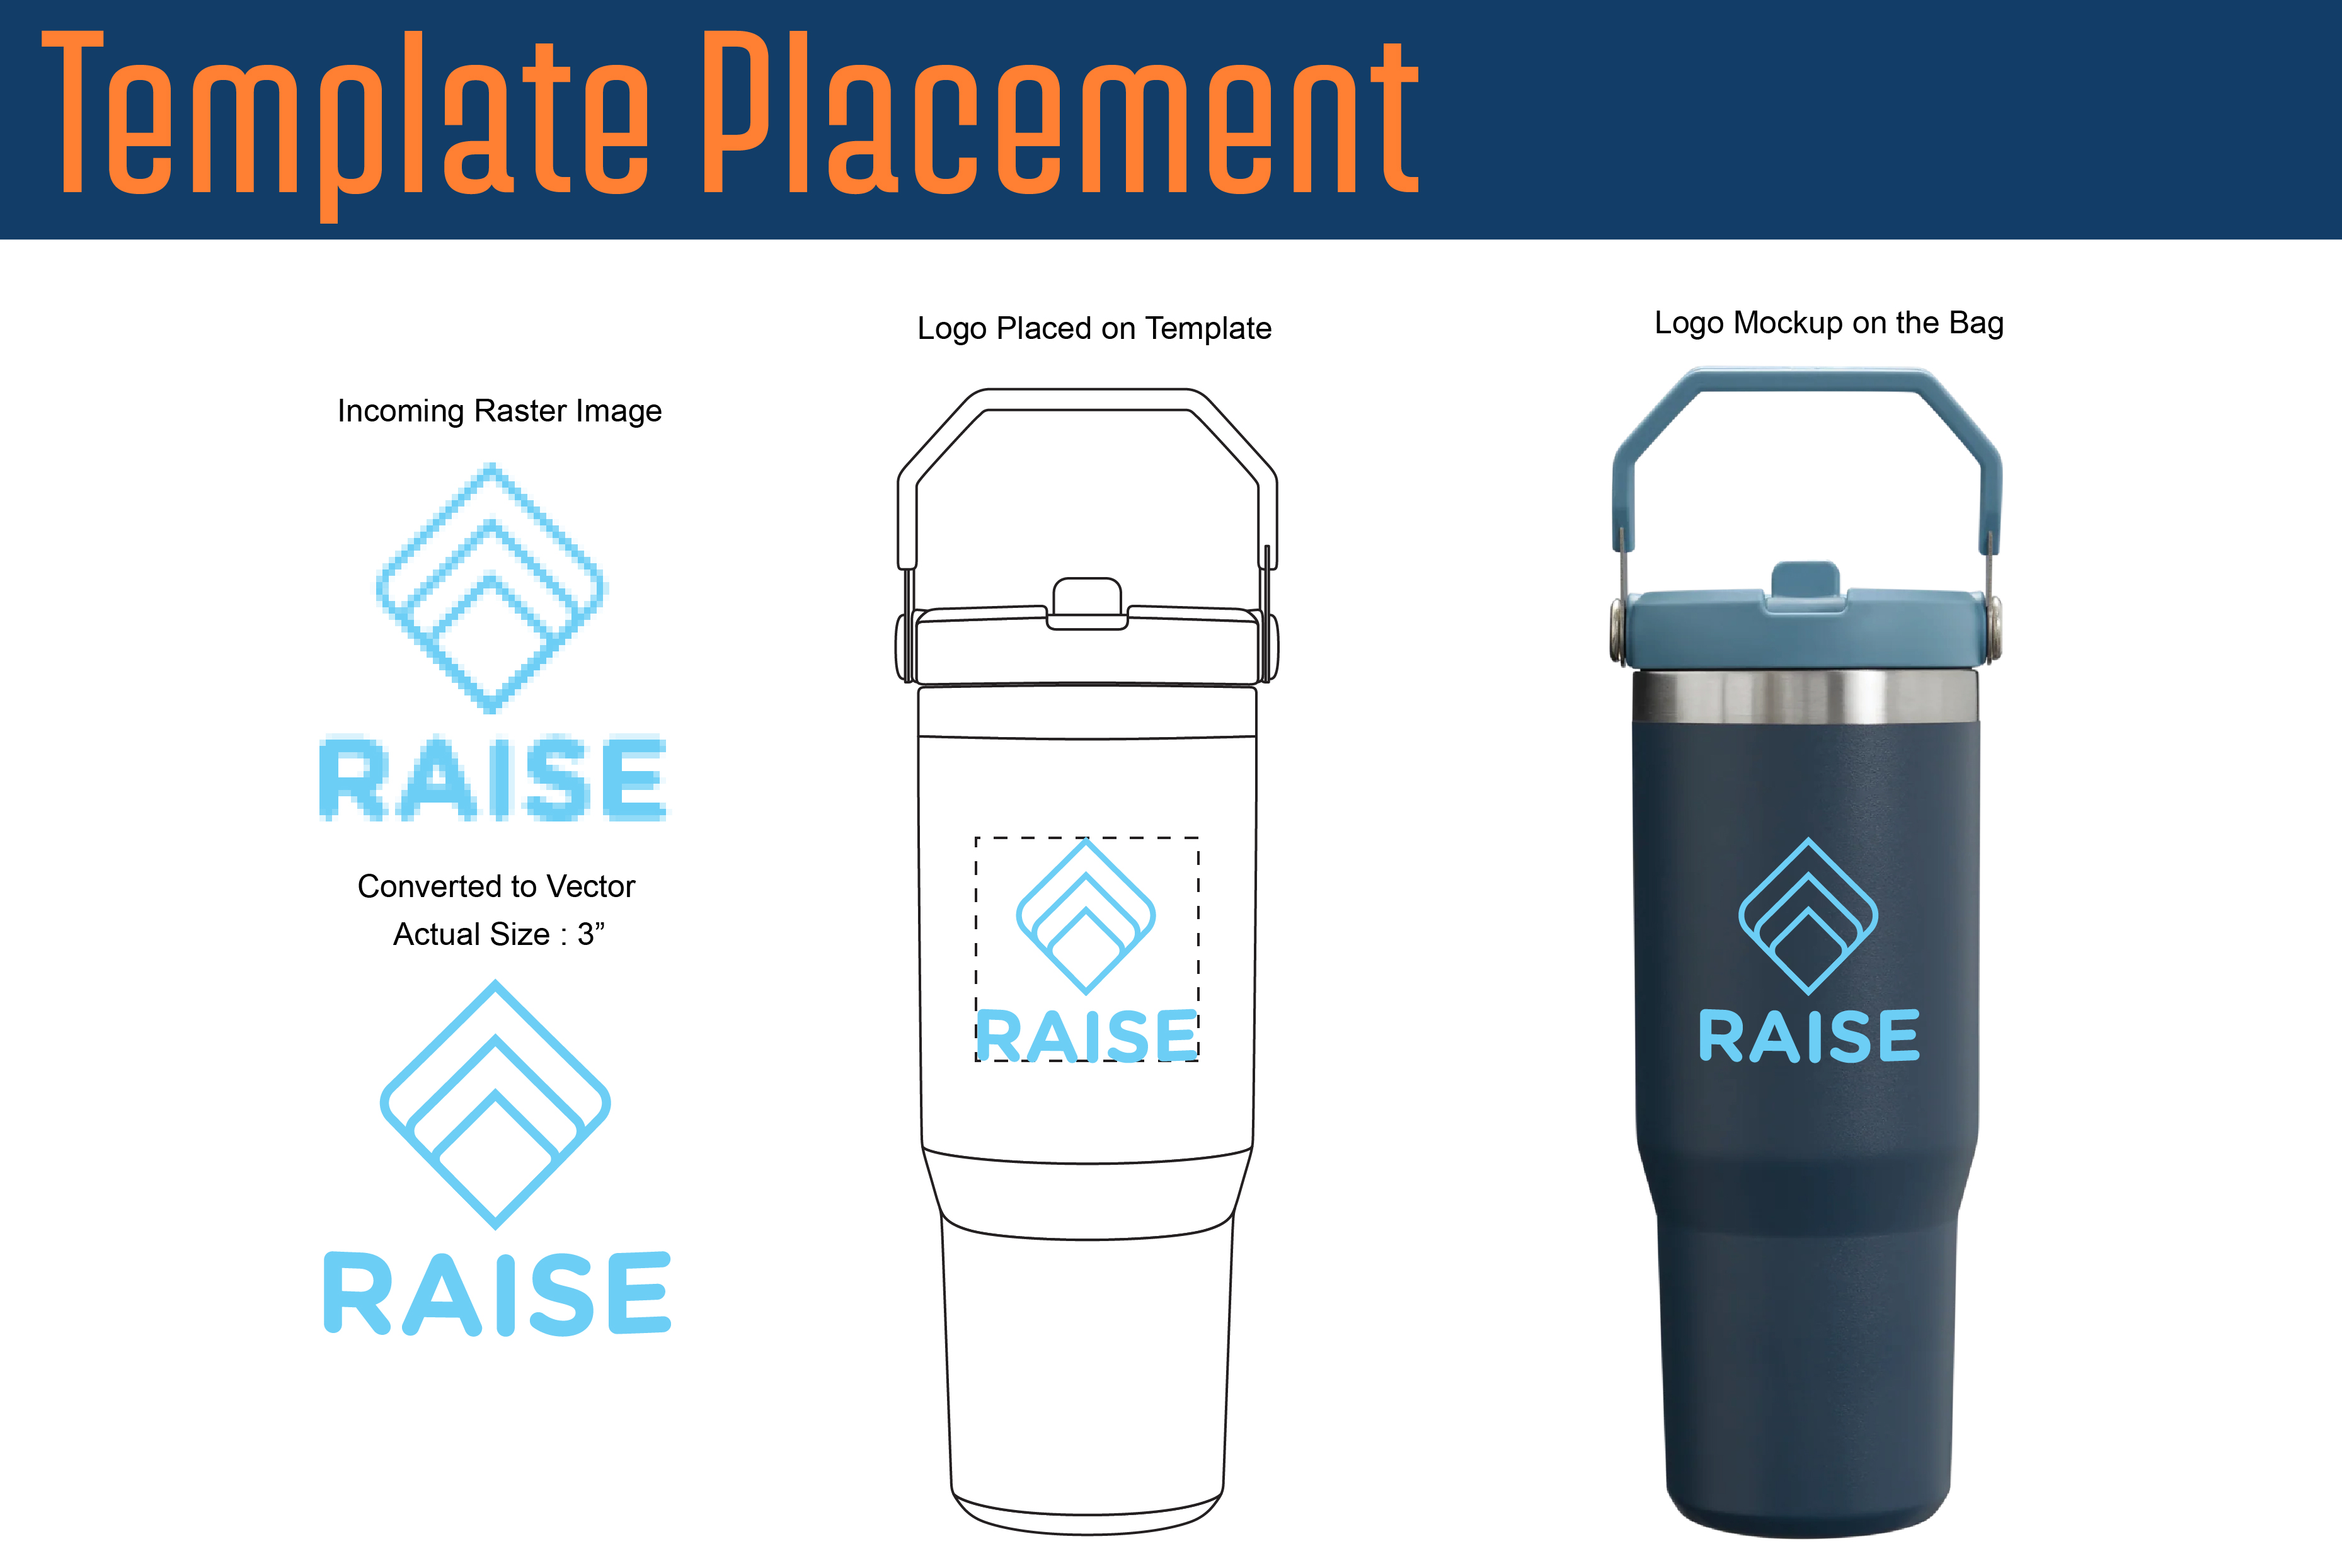 Template Placement
Incoming Raster Image
RAISE
Converted to Vector
Actual Size : 3”
RAISE
Logo Placed on Template
RAISE
Logo Mockup on the Bag
RAISE